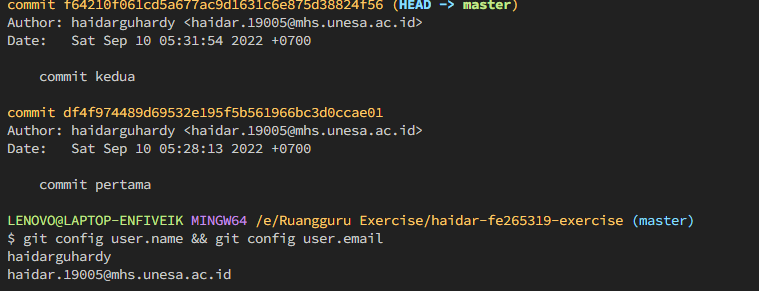 commit f64210f061cd5a677ac9d1631c6e875d38824f56 (HEAD -> master)
Author: haidarguhardy <haidar.19005@mhs.unesa.ac.id>
Date:   Sat Sep 10 05:31:54 2022 +0700
commit kedua
commit df4f974489d69532e195f5b561966bc3d0ccae01
Author: haidarguhardy <haidar.19005@mhs.unesa.ac.id>
Date:   Sat Sep 10 05:28:13 2022 +0700
commit pertama
LENOVO@LAPTOP-ENFIVEIK MINGW64 /e/Ruangguru Exercise/haidar-fe265319-exercise (master)
$ git config user.name && git config user.email
haidarguhardy
haidar.19005@mhs.unesa.ac.id